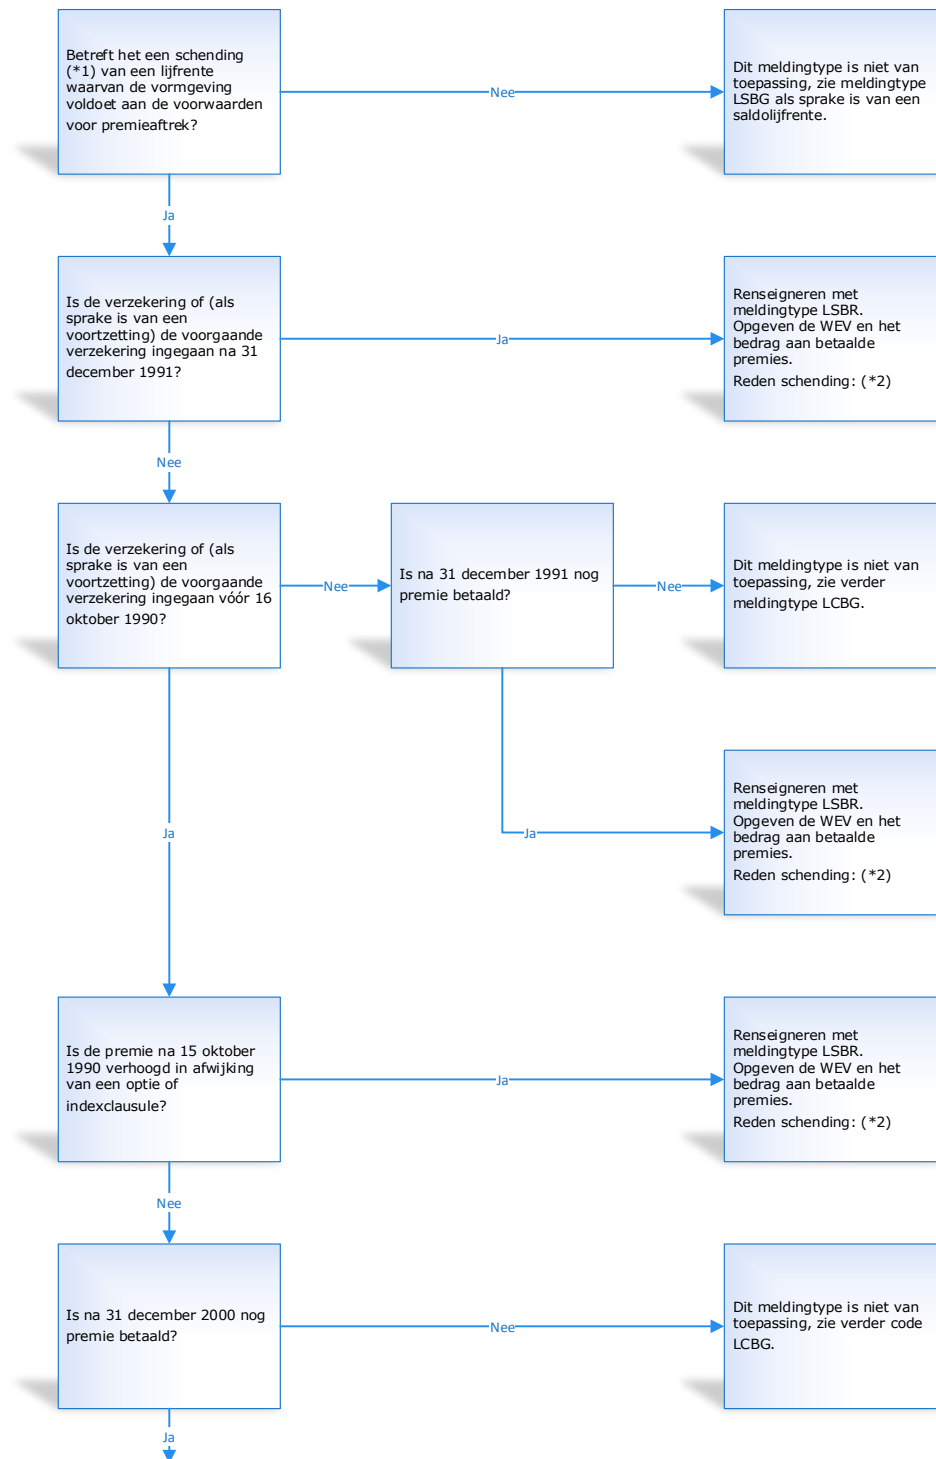 Betreft het een schending
(*1) van een lijfrente
waarvan de vormgeving
voldoet aan de voorwaarden
voor premieaftrek?
Nee
Dit meldingtype is niet van
toepassing, zie meldingtype
LSBG als sprake is van een
saldolijfrente.
Ja
Is de verzekering of (als
sprake is van een
voortzetting) de voorgaande
verzekering ingegaan na 31
december 1991?
Ja
Renseigneren met
meldingtype LSBR.
Opgeven de WEV en het
bedrag aan betaalde
premies.
Reden schending: (*2)
Nee
Is de verzekering of (als
sprake is van een
voortzetting) de voorgaande
verzekering ingegaan vóór 16
oktober 1990?
Nee
Is na 31 december 1991 nog
premie betaald?
Nee
Dit meldingtype is niet van
toepassing, zie verder
meldingtype LCBG.
Ja
Renseigneren met
meldingtype LSBR.
Opgeven de WEV en het
bedrag aan betaalde
premies.
Reden schending: (*2)
Ja
Is de premie na 15 oktober
1990 verhoogd in afwijking
van een optie of
indexclausule?
Ja
Renseigneren met
meldingtype LSBR.
Opgeven de WEV en het
bedrag aan betaalde
premies.
Reden schending: (*2)
Nee
Is na 31 december 2000 nog
premie betaald?
Nee
Dit meldingtype is niet van
toepassing, zie verder code
LCBG.
Ja